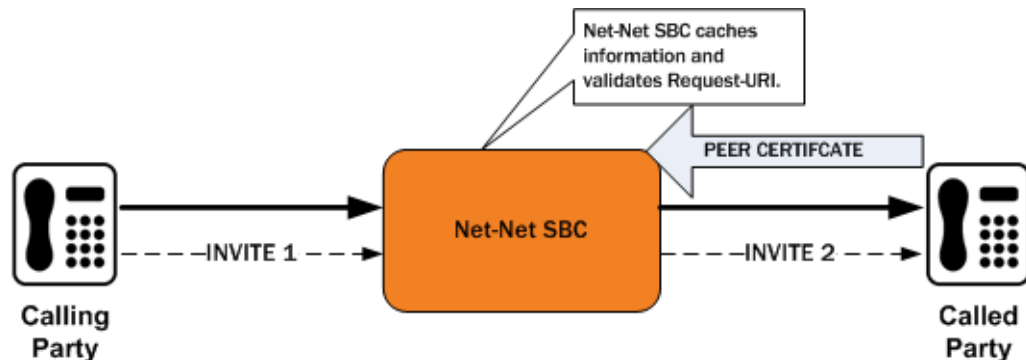 Net-Net SBC caches
information and
validates Request-URI.
PEER CERTIFCATE
Net-Net SBC
INVITE 1
INVITE 2
Calling
Party
Called
Party